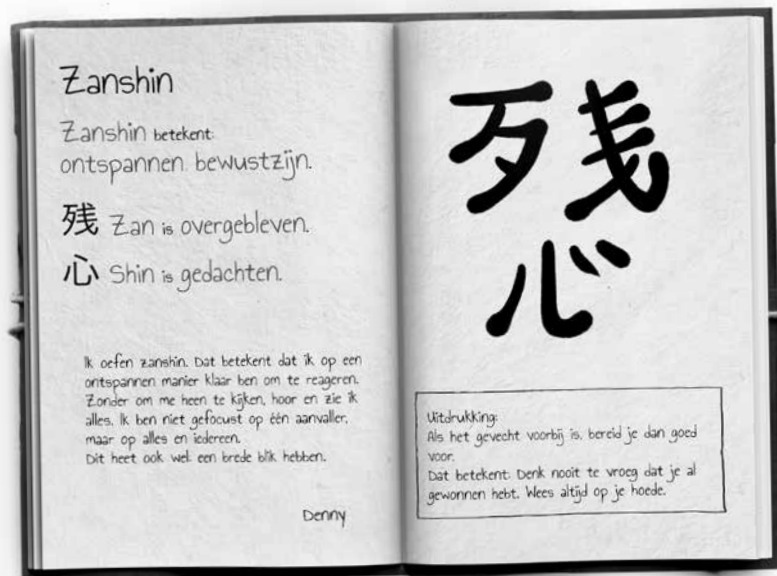 Zanshin
Zanshin betekent:
ontspannen bewustzijn.
残 Zan is overgebleven.
心 Shin is gedachten.
Ik oefen zanshin. Dat betekent dat ik op een
ontspannen manier klaar ben om te reageren.
Zonder om me heen te kijken, hoor en zie ik
alles. Ik ben niet gefocust op één aanvaller,
maar op alles en iedereen.
Dit heet ook wel: een brede blik hebben.
Denny
残
心
Uitdrukking:
Als het gevecht voorbij is, bereid je dan goed
voor.
Dat betekent: Denk nooit te vroeg dat je al
gewonnen hebt. Wees altijd op je hoede.